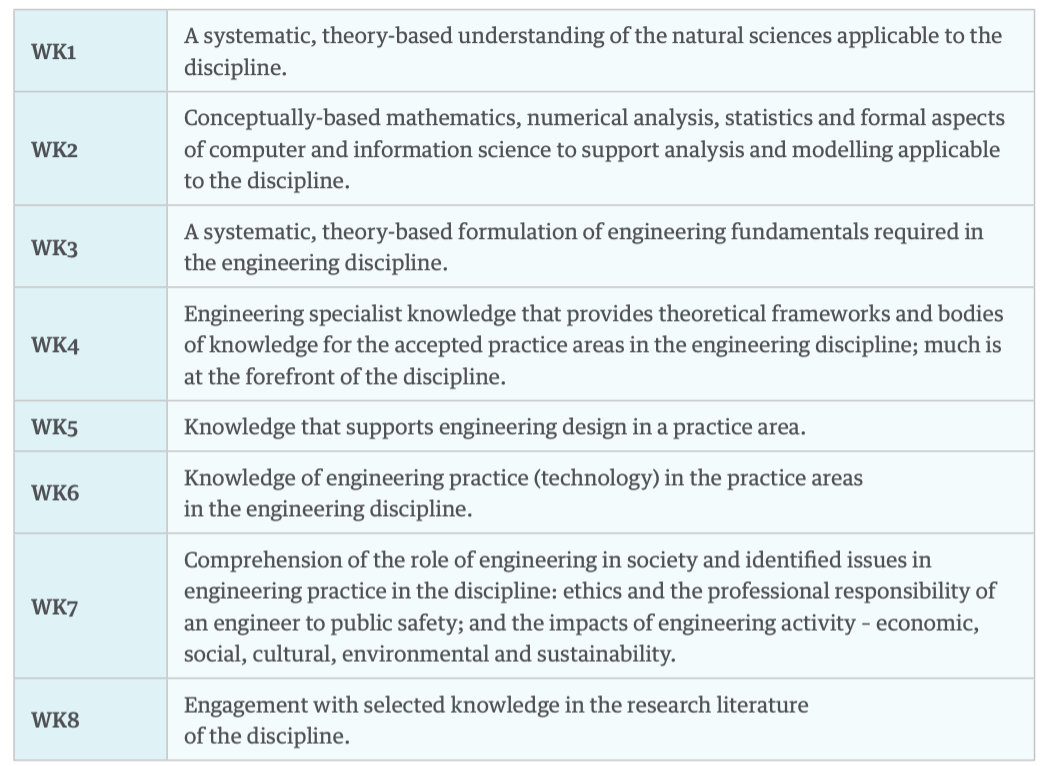 WK1
A systematic, theory-based understanding of the natural sciences applicable to the
discipline.
WK2
Conceptually-based mathematics, numerical analysis, statistics and formal aspects
of computer and information science to support analysis and modelling applicable
to the discipline.
WK3
A systematic, theory-based formulation of engineering fundamentals required in
the engineering discipline.
WK4
Engineering specialist knowledge that provides theoretical frameworks and bodies
of knowledge for the accepted practice areas in the engineering discipline; much is
at the forefront of the discipline.
WK5
Knowledge that supports engineering design in a practice area.
WK6
Knowledge of engineering practice (technology) in the practice areas
in the engineering discipline.
WK7
Comprehension of the role of engineering in society and identified issues in
engineering practice in the discipline: ethics and the professional responsibility of
an engineer to public safety; and the impacts of engineering activity – economic,
social, cultural, environmental and sustainability.
WK8
Engagement with selected knowledge in the research literature
of the discipline.